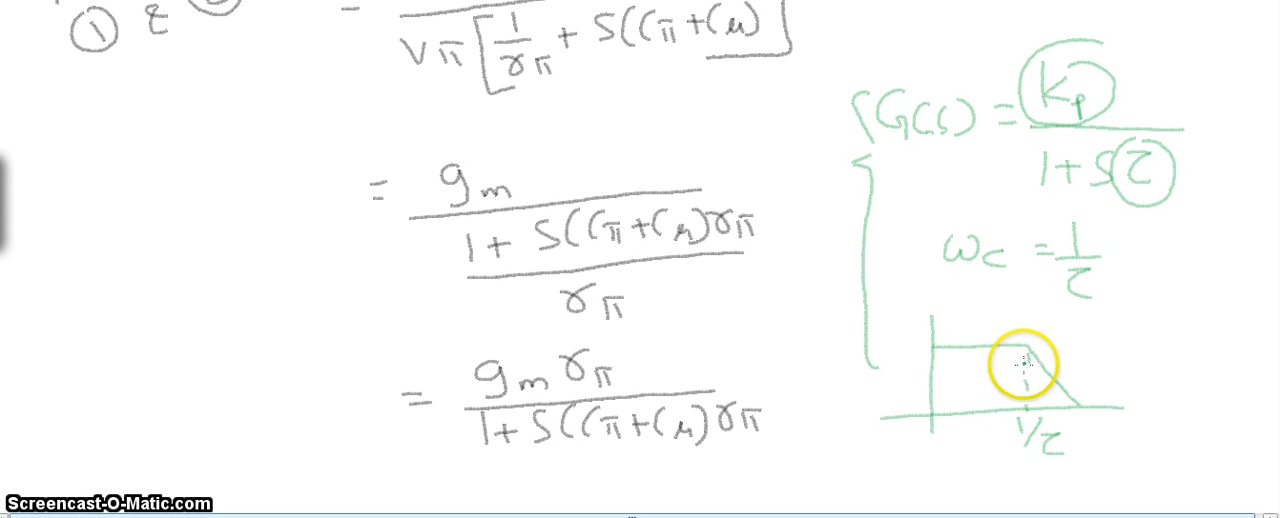 ① &
=
Vπ [ 1/rπ + S(Cπ+Cμ) ]
= gm / ( (1 + S(Cπ+Cμ)rπ) / rπ )
= gm rπ / (1 + S(Cπ+Cμ)rπ)
G(s) = Kp / (1 + Sτ)
ωc = 1/τ
1/τ
Screencast-O-Matic.com